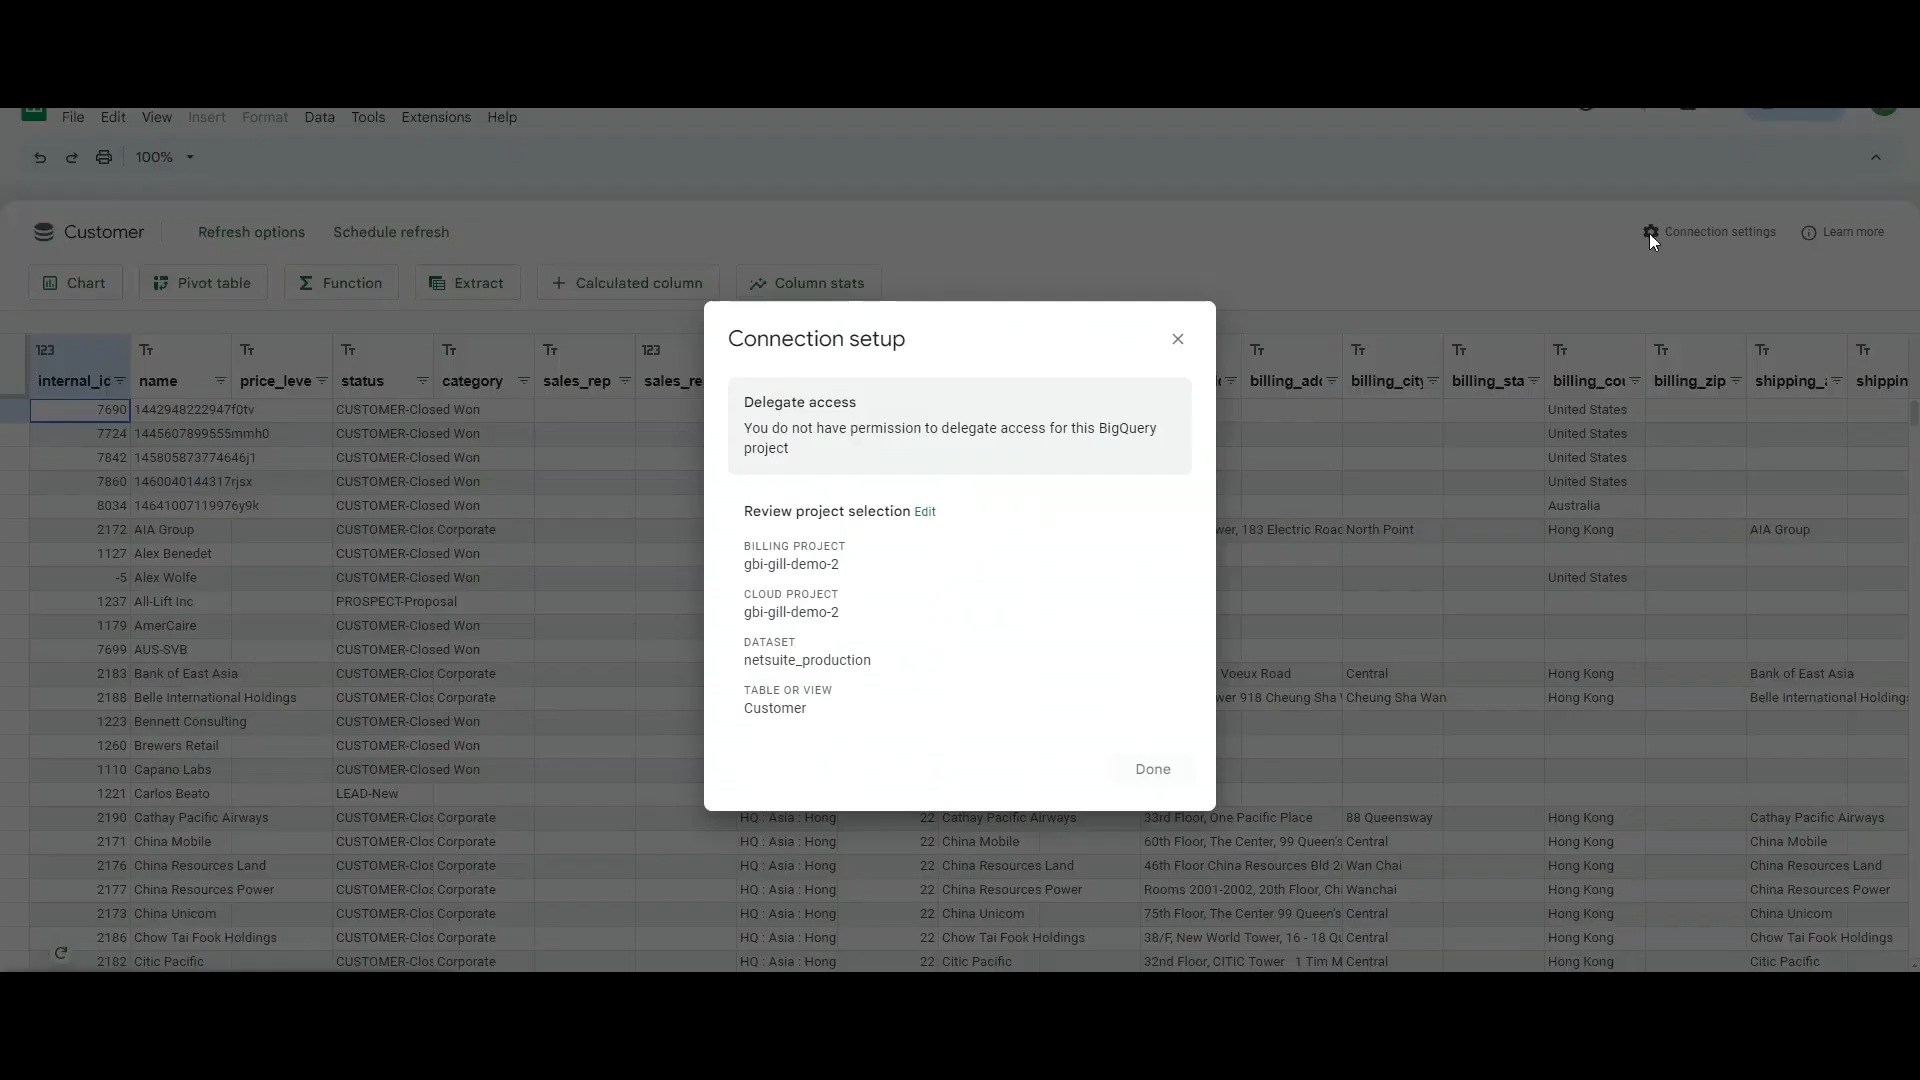 File Edit View Insert Format Data Tools Extensions Help
100%
Customer Refresh options Schedule refresh Connection settings Learn more
Chart Pivot table Function Extract Calculated column Column stats
123 Tт Tт Tт Tт Tт 123 Tт Tт Tт Tт Tт Tт Tт
internal_ic name price_leve status category sales_rep sales_re billing_adc billing_city billing_sta billing_cou billing_zip shipping_a shippin
7690 1442948222947f0tv CUSTOMER-Closed Won United States
7724 1445607899555mmh0 CUSTOMER-Closed Won United States
7842 145805873774646j1 CUSTOMER-Closed Won United States
7860 1460040144317rjsx CUSTOMER-Closed Won United States
8034 14641007119976y9k CUSTOMER-Closed Won Australia
2172 AIA Group CUSTOMER-Clos Corporate wer, 183 Electric Road North Point Hong Kong AIA Group
1127 Alex Benedet CUSTOMER-Closed Won
-5 Alex Wolfe CUSTOMER-Closed Won United States
1237 All-Lift Inc PROSPECT-Proposal
1179 AmerCaire CUSTOMER-Closed Won
7699 AUS-SVB CUSTOMER-Closed Won
2183 Bank of East Asia CUSTOMER-Clos Corporate Voeux Road Central Hong Kong Bank of East Asia
2188 Belle International Holdings CUSTOMER-Clos Corporate wer 918 Cheung Sha Cheung Sha Wan Hong Kong Belle International Holdings
1223 Bennett Consulting CUSTOMER-Closed Won
1260 Brewers Retail CUSTOMER-Closed Won
1110 Capano Labs CUSTOMER-Closed Won
1221 Carlos Beato LEAD-New
2190 Cathay Pacific Airways CUSTOMER-Clos Corporate HQ : Asia : Hong 22 Cathay Pacific Airways 33rd Floor, One Pacific Place 88 Queensway Hong Kong Cathay Pacific Airways
2171 China Mobile CUSTOMER-Clos Corporate HQ : Asia : Hong 22 China Mobile 60th Floor, The Center, 99 Queen's Central Hong Kong China Mobile
2176 China Resources Land CUSTOMER-Clos Corporate HQ : Asia : Hong 22 China Resources Land 46th Floor China Resources Bld 2 Wan Chai Hong Kong China Resources Land
2177 China Resources Power CUSTOMER-Clos Corporate HQ : Asia : Hong 22 China Resources Power Rooms 2001-2002, 20th Floor, Chi Wanchai Hong Kong China Resources Power
2173 China Unicom CUSTOMER-Clos Corporate HQ : Asia : Hong 22 China Unicom 75th Floor, The Center 99 Queen's Central Hong Kong China Unicom
2186 Chow Tai Fook Holdings CUSTOMER-Clos Corporate HQ : Asia : Hong 22 Chow Tai Fook Holdings 38/F, New World Tower, 16 - 18 Qu Central Hong Kong Chow Tai Fook Holdings
2182 Citic Pacific CUSTOMER-Clos Corporate HQ : Asia : Hong 22 Citic Pacific 32nd Floor, CITIC Tower 1 Tim M Central Hong Kong Citic Pacific
Connection setup
Delegate access
You do not have permission to delegate access for this BigQuery
project
Review project selection Edit
BILLING PROJECT
gbi-gill-demo-2
CLOUD PROJECT
gbi-gill-demo-2
DATASET
netsuite_production
TABLE OR VIEW
Customer
Done